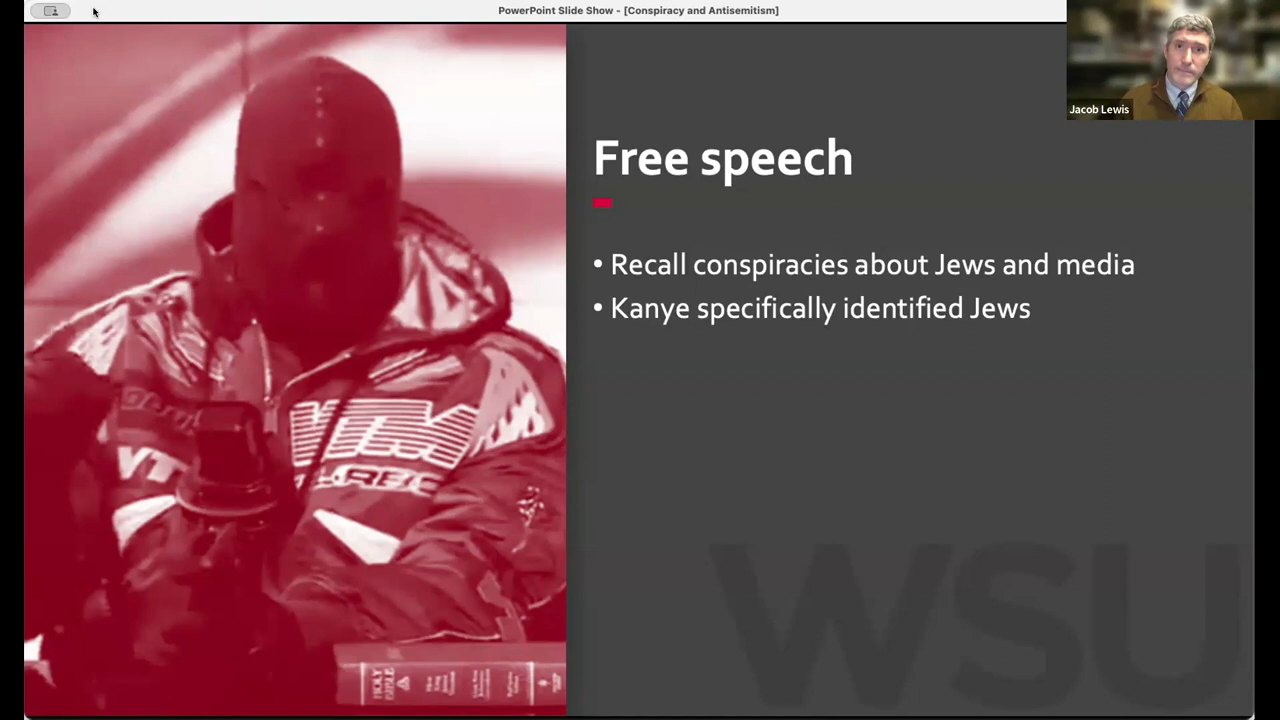 PowerPoint Slide Show - [Conspiracy and Antisemitism]
Jacob Lewis
Free speech
• Recall conspiracies about Jews and media
• Kanye specifically identified Jews
WSU
VT
HOLY BIBLE